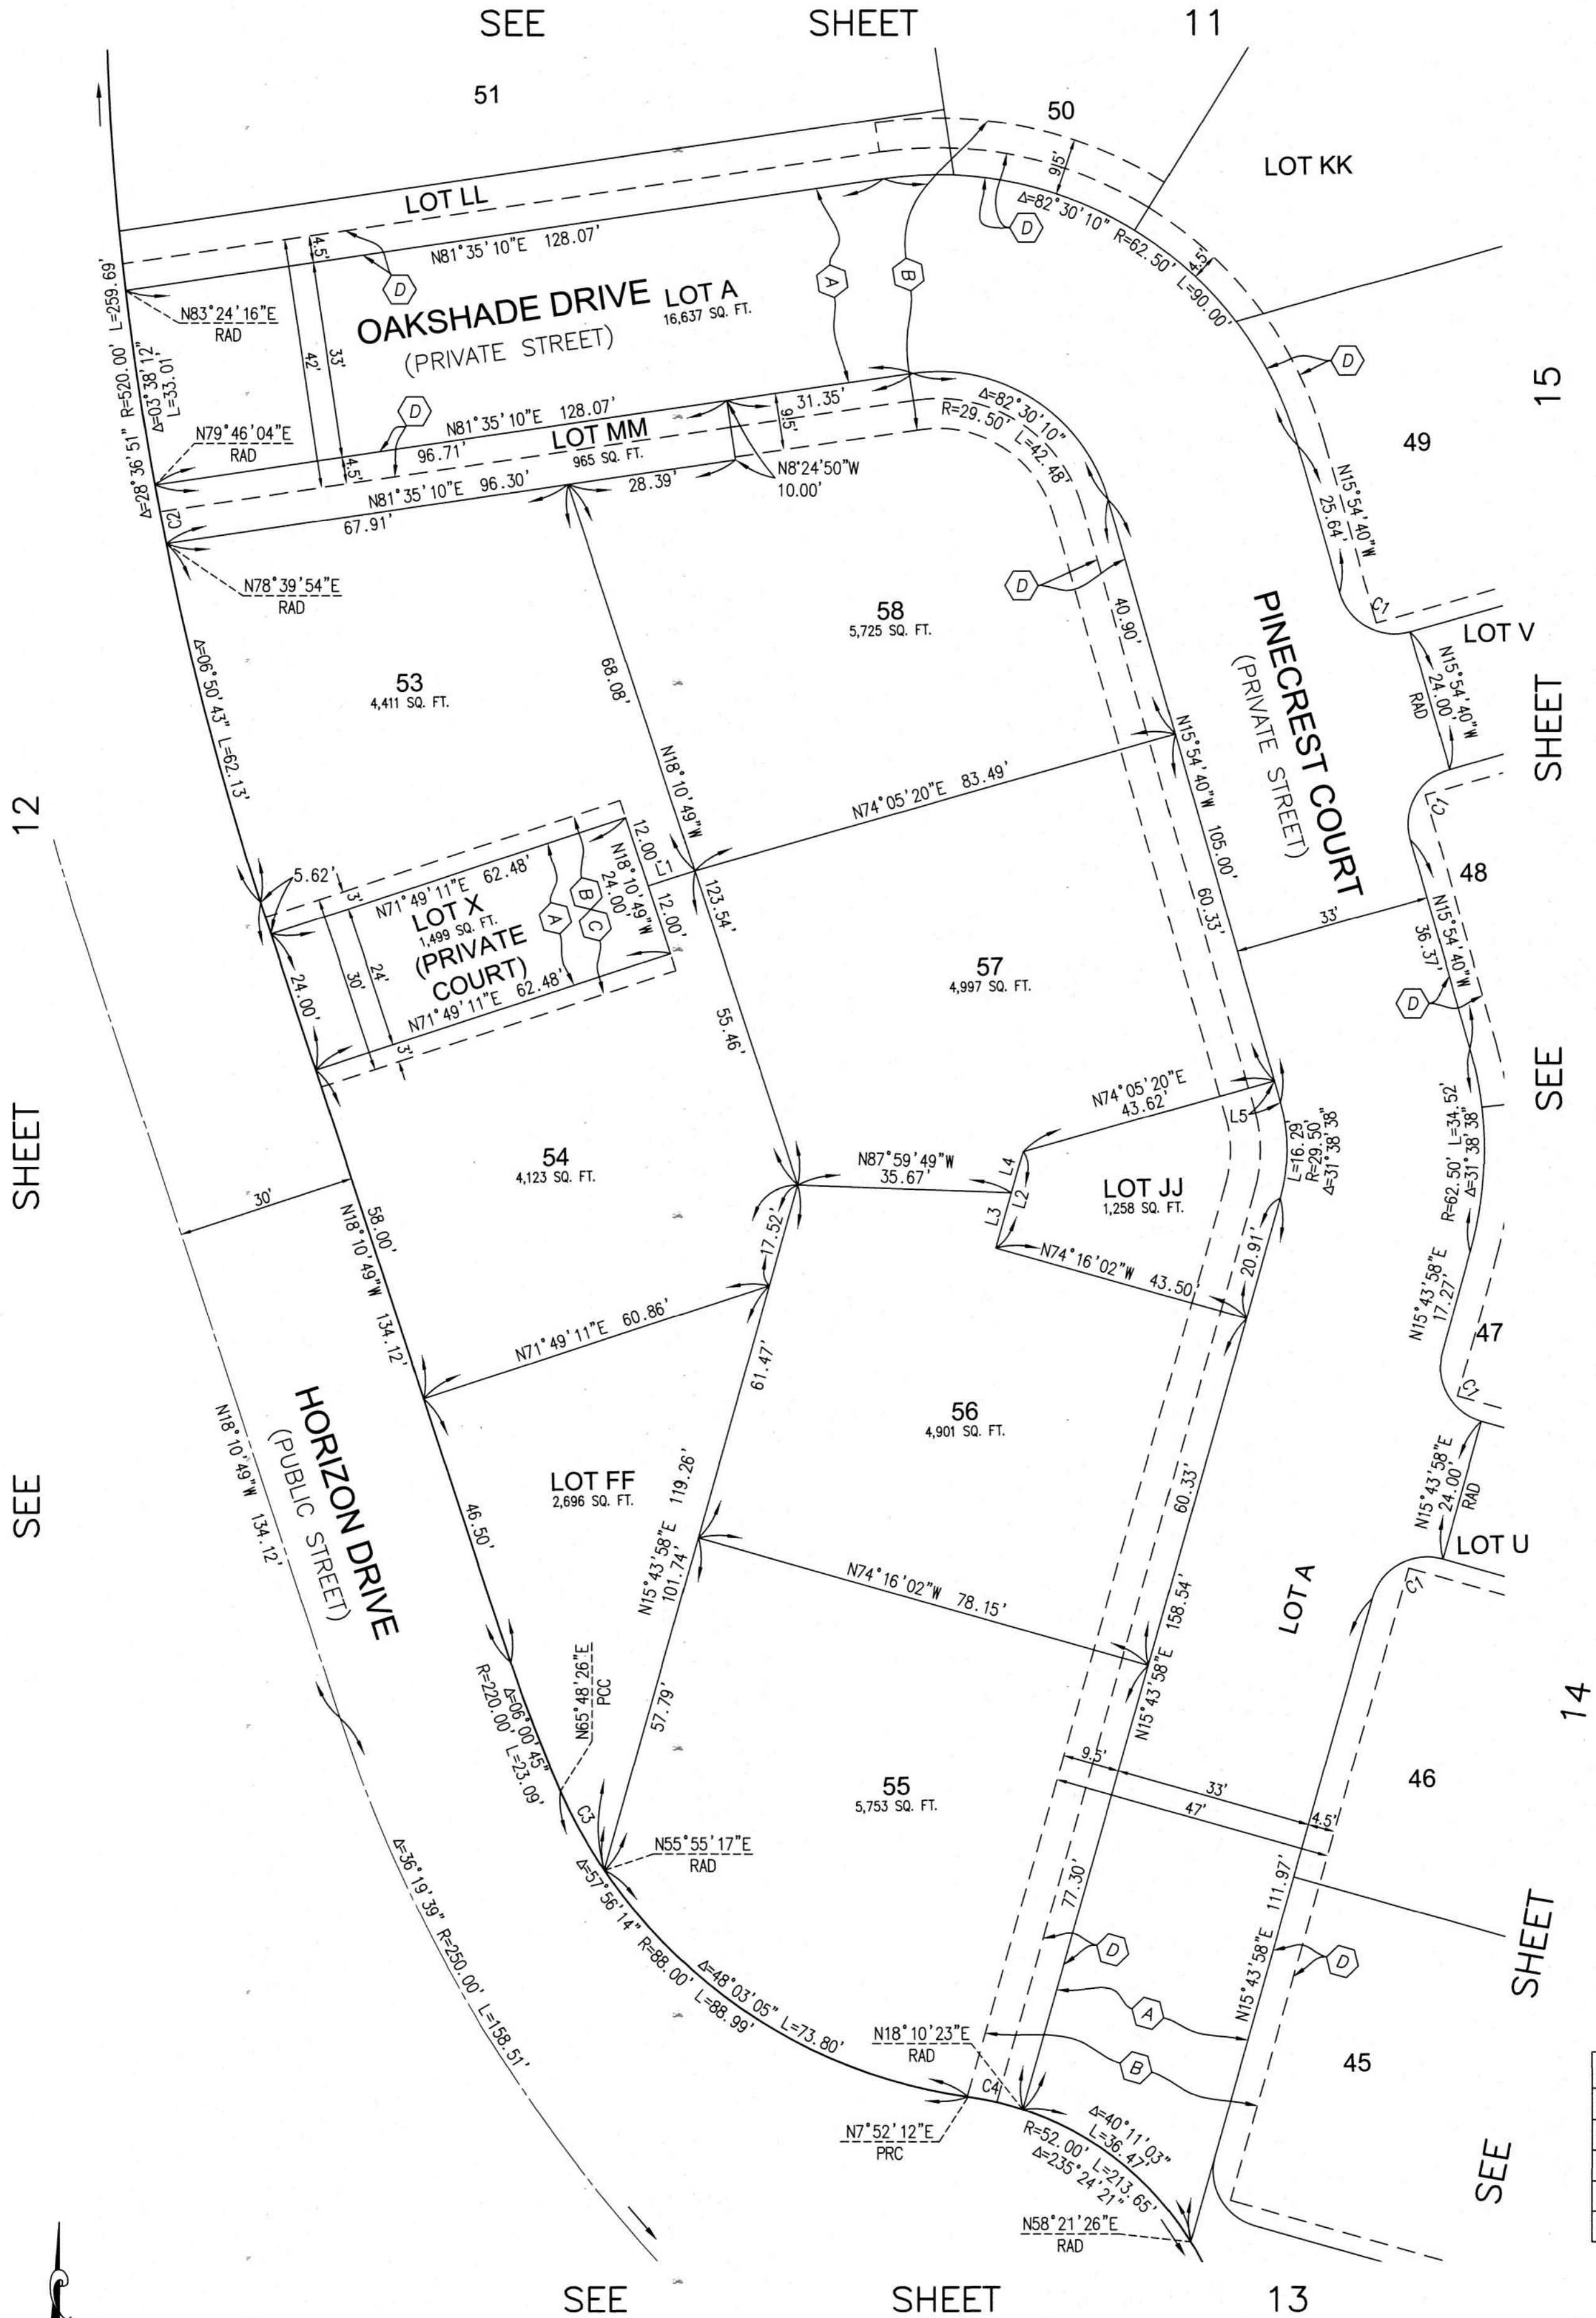 SEE SHEET 11
51
50
LOT KK
LOT LL
9.5'
Δ=82°30'10" R=62.50' L=90.00'
4.5'
D
N81°35'10"E 128.07'
4.5'
D
OAKSHADE DRIVE
(PRIVATE STREET)
LOT A
16,637 SQ. FT.
A
B
N83°24'16"E
RAD
42'
33'
Δ=28°36'51" R=520.00' L=259.69'
Δ=03°38'12"
L=33.01'
D
N79°46'04"E
RAD
D
N81°35'10"E 128.07'
31.35'
LOT MM
965 SQ. FT.
96.71'
9.5'
4.5'
Δ=82°30'10"
R=29.50' L=42.48'
N8°24'50"W
10.00'
N81°35'10"E 96.30'
28.39'
67.91'
C2
N78°39'54"E
RAD
49
15
N15°54'40"W
25.64'
C1
LOT V
N15°54'40"W
24.00'
RAD
SHEET
D
58
5,725 SQ. FT.
40.90'
PINECREST COURT
(PRIVATE STREET)
53
4,411 SQ. FT.
68.08'
Δ=06°50'43" L=62.13'
N18°10'49"W
123.54'
N74°05'20"E 83.49'
N15°54'40"W 105.00'
C1
48
12
5.62'
3'
N71°49'11"E 62.48'
LOT X
1,499 SQ. FT.
(PRIVATE
COURT)
A
B
C
N18°10'49"W
24.00'
12.00'
12.00'
L1
N71°49'11"E 62.48'
30'
24'
3'
24.00'
57
4,997 SQ. FT.
60.33'
33'
N15°54'40"W
36.37'
D
55.46'
SEE
SHEET
54
4,123 SQ. FT.
30'
58.00'
N18°10'49"W 134.12'
N87°59'49"W
35.67'
N74°05'20"E
43.62'
L4
L2
L3
L5
LOT JJ
1,258 SQ. FT.
L=16.29'
R=29.50'
Δ=31°38'38"
R=62.50' L=34.52'
Δ=31°38'38"
17.52'
N74°16'02"W 43.50'
20.91'
N15°43'58"E
17.27'
47
C1
N71°49'11"E 60.86'
61.47'
HORIZON DRIVE
(PUBLIC STREET)
N18°10'49"W 134.12'
56
4,901 SQ. FT.
N15°43'58"E
24.00'
RAD
LOT U
C1
SEE
LOT FF
2,696 SQ. FT.
46.50'
N15°43'58"E 119.26'
101.74'
60.33'
N74°16'02"W 78.15'
N15°43'58"E 158.54'
LOT A
14
N65°48'26"E
PCC
Δ=06°00'45"
R=220.00' L=23.09'
57.79'
C3
N55°55'17"E
RAD
55
5,753 SQ. FT.
9.5'
33'
47'
4.5'
46
77.30'
N15°43'58"E 111.97'
SHEET
Δ=36°19'39" R=250.00' L=158.51'
Δ=57°56'14" R=88.00' L=88.99'
Δ=48°03'05" L=73.80'
D
D
A
B
N18°10'23"E
RAD
C4
45
N7°52'12"E
PRC
Δ=40°11'03"
L=36.47'
R=52.00' L=213.65'
Δ=235°24'21"
N58°21'26"E
RAD
SEE
SEE SHEET 13